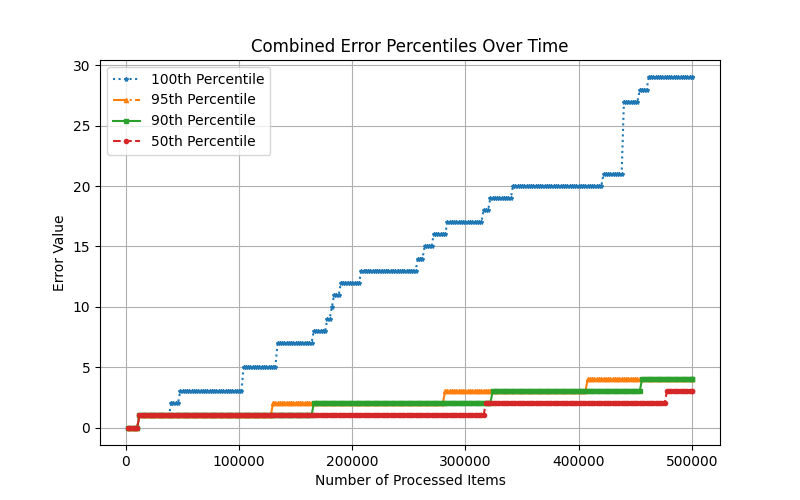 Combined Error Percentiles Over Time
100th Percentile
95th Percentile
90th Percentile
50th Percentile
30
25
20
15
10
5
0
Error Value
0 100000 200000 300000 400000 500000
Number of Processed Items